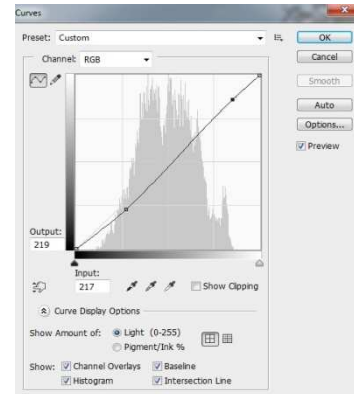 Curves
Preset: Custom
OK
Channel: RGB
Cancel
Smooth
Auto
Options...
Preview
Output:
219
Input:
217
Show Clipping
Curve Display Options
Show Amount of: Light (0-255)
Pigment/Ink %
Show: Channel Overlays Baseline
Histogram Intersection Line